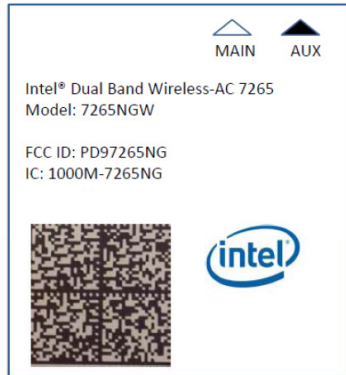 MAIN AUX
Intel® Dual Band Wireless-AC 7265
Model: 7265NGW
FCC ID: PD97265NG
IC: 1000M-7265NG
intel®